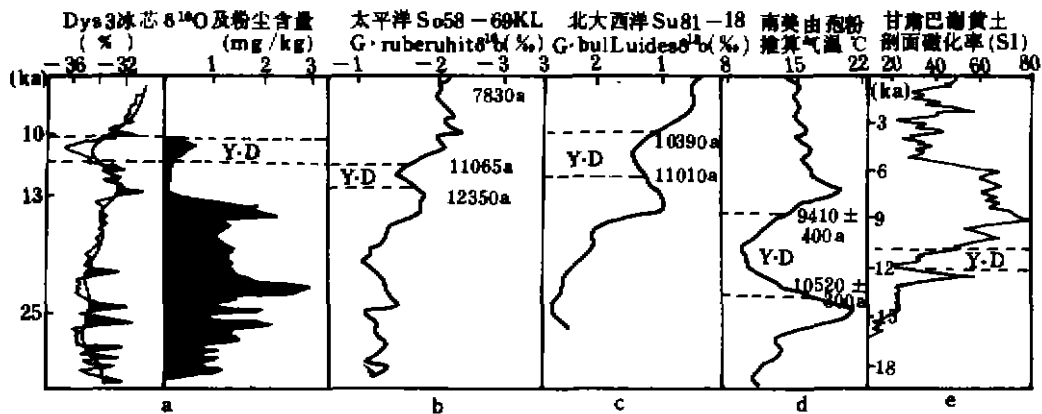 Dye3冰芯δ¹⁸O及粉尘含量
(%) (mg/kg)
-36 -32 1 2 3
太平洋So58-69KL
G·ruberuhitδ¹⁸b(‰)
-1 -2 -3
北大西洋Su81-18
G·bulLuidesδ¹⁸b(‰)
3 2 1
南美由孢粉
推算气温℃
8 15 22
甘肃巴谢黄土
剖面磁化率(SI)
20 40 60 80
(ka)
10
13
25
Y·D
7830a
11065a
Y·D
12350a
10390a
Y·D
11010a
9410±
400a
Y·D
10520±
300a
(ka)
3
6
9
Y·D
12
15
18
a b c d e